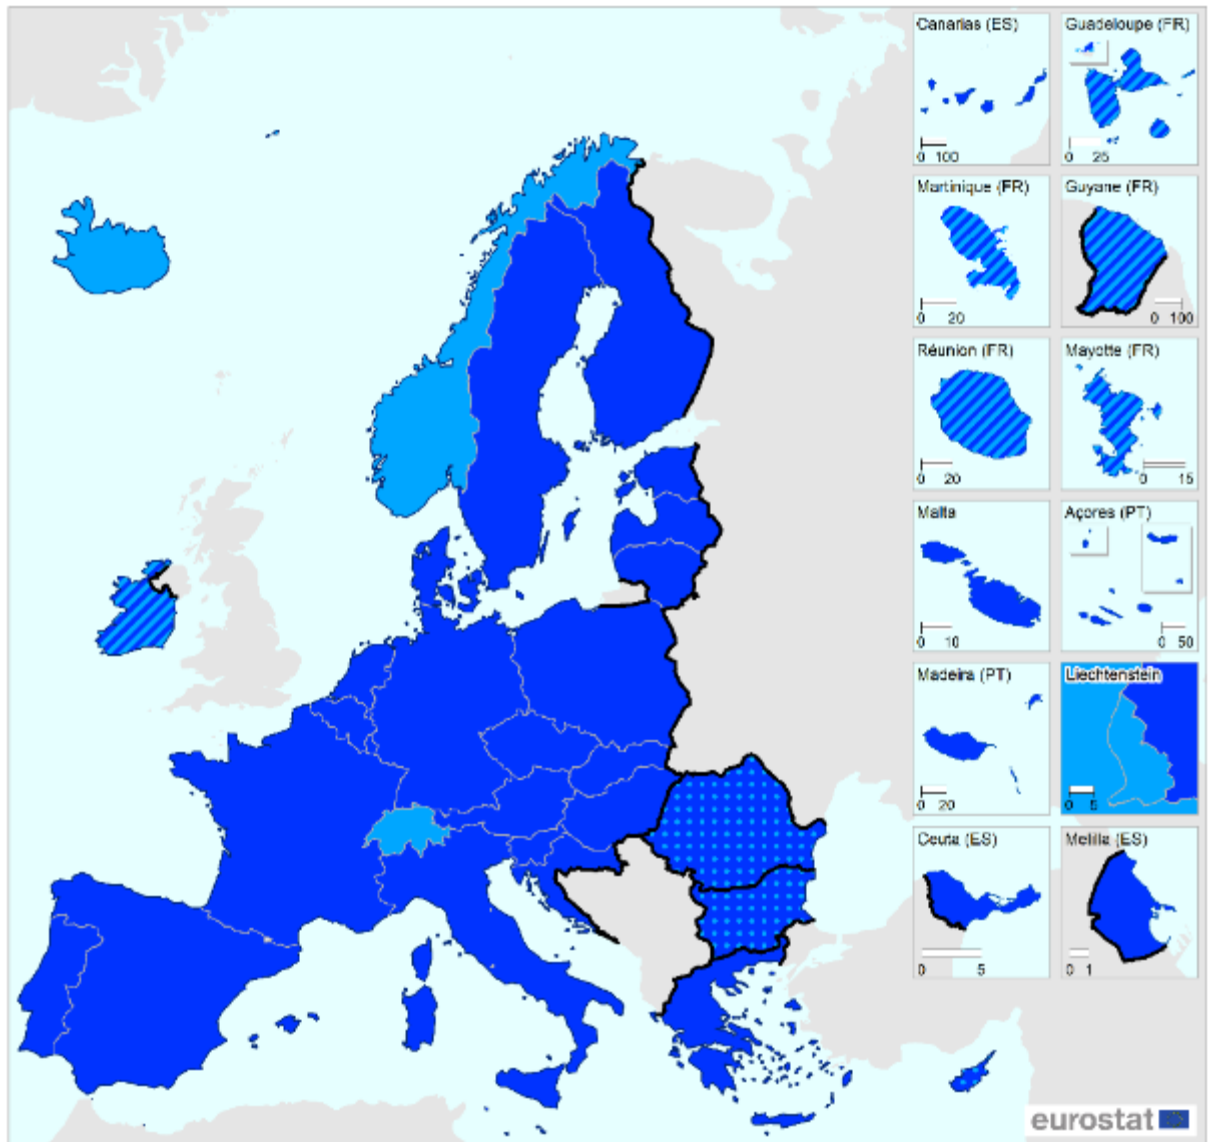 Canarias (ES)
0 100
Guadeloupe (FR)
0 25
Martinique (FR)
0 20
Guyane (FR)
0 100
Réunion (FR)
0 20
Mayotte (FR)
0 15
Malta
0 10
Açores (PT)
0 50
Madeira (PT)
0 20
Liechtenstein
0 5
Ceuta (ES)
0 5
Melilla (ES)
0 1
eurostat